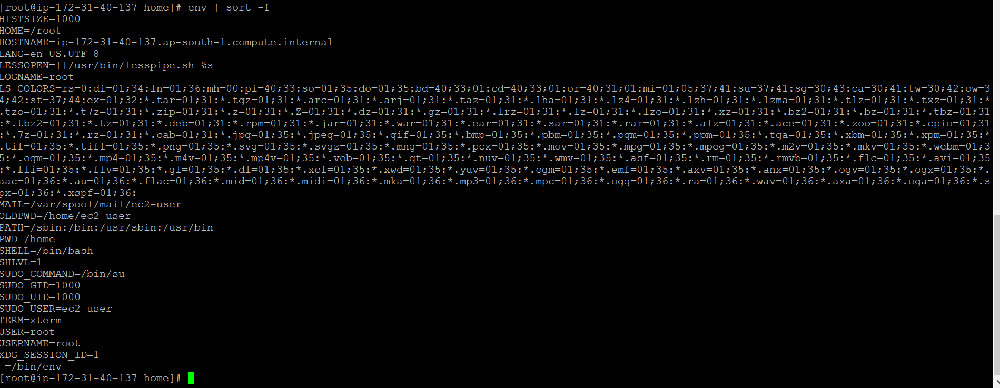 [root@ip-172-31-40-137 home]# env | sort -f
HISTSIZE=1000
HOME=/root
HOSTNAME=ip-172-31-40-137.ap-south-1.compute.internal
LANG=en_US.UTF-8
LESSOPEN=||/usr/bin/lesspipe.sh %s
LOGNAME=root
LS_COLORS=rs=0:di=01;34:ln=01;36:mh=00:pi=40;33:so=01;35:do=01;35:bd=40;33;01:cd=40;33;01:or=40;31;01:mi=01;05;37;41:su=37;41:sg=30;43:ca=30;41:tw=30;42:ow=3
4;42:st=37;44:ex=01;32:*.tar=01;31:*.tgz=01;31:*.arc=01;31:*.arj=01;31:*.taz=01;31:*.lha=01;31:*.lz4=01;31:*.lzh=01;31:*.lzma=01;31:*.tlz=01;31:*.txz=01;31:*
.tzo=01;31:*.t7z=01;31:*.zip=01;31:*.z=01;31:*.Z=01;31:*.dz=01;31:*.gz=01;31:*.lrz=01;31:*.lz=01;31:*.lzo=01;31:*.xz=01;31:*.bz2=01;31:*.bz=01;31:*.tbz=01;31
:*.tbz2=01;31:*.tz=01;31:*.deb=01;31:*.rpm=01;31:*.jar=01;31:*.war=01;31:*.ear=01;31:*.sar=01;31:*.rar=01;31:*.alz=01;31:*.ace=01;31:*.zoo=01;31:*.cpio=01;31
:*.7z=01;31:*.rz=01;31:*.cab=01;31:*.jpg=01;35:*.jpeg=01;35:*.gif=01;35:*.bmp=01;35:*.pbm=01;35:*.pgm=01;35:*.ppm=01;35:*.tga=01;35:*.xbm=01;35:*.xpm=01;35:*
.tif=01;35:*.tiff=01;35:*.png=01;35:*.svg=01;35:*.svgz=01;35:*.mng=01;35:*.pcx=01;35:*.mov=01;35:*.mpg=01;35:*.mpeg=01;35:*.m2v=01;35:*.mkv=01;35:*.webm=01;3
5:*.ogm=01;35:*.mp4=01;35:*.m4v=01;35:*.mp4v=01;35:*.vob=01;35:*.qt=01;35:*.nuv=01;35:*.wmv=01;35:*.asf=01;35:*.rm=01;35:*.rmvb=01;35:*.flc=01;35:*.avi=01;35
:*.fli=01;35:*.flv=01;35:*.gl=01;35:*.dl=01;35:*.xcf=01;35:*.xwd=01;35:*.yuv=01;35:*.cgm=01;35:*.emf=01;35:*.axv=01;35:*.anx=01;35:*.ogv=01;35:*.ogx=01;35:*.
aac=01;36:*.au=01;36:*.flac=01;36:*.mid=01;36:*.midi=01;36:*.mka=01;36:*.mp3=01;36:*.mpc=01;36:*.ogg=01;36:*.ra=01;36:*.wav=01;36:*.axa=01;36:*.oga=01;36:*.s
px=01;36:*.xspf=01;36:
MAIL=/var/spool/mail/ec2-user
OLDPWD=/home/ec2-user
PATH=/sbin:/bin:/usr/sbin:/usr/bin
PWD=/home
SHELL=/bin/bash
SHLVL=1
SUDO_COMMAND=/bin/su
SUDO_GID=1000
SUDO_UID=1000
SUDO_USER=ec2-user
TERM=xterm
USER=root
USERNAME=root
XDG_SESSION_ID=1
_=/bin/env
[root@ip-172-31-40-137 home]#